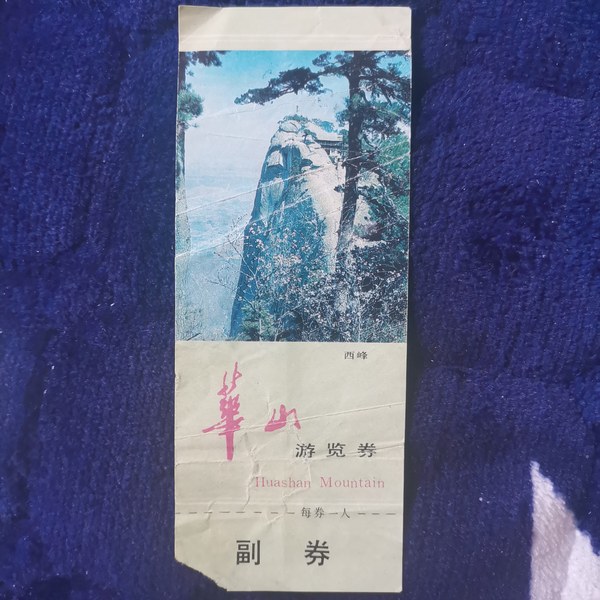 西峰
華山
游览券
Huashan Mountain
每券一人
副券